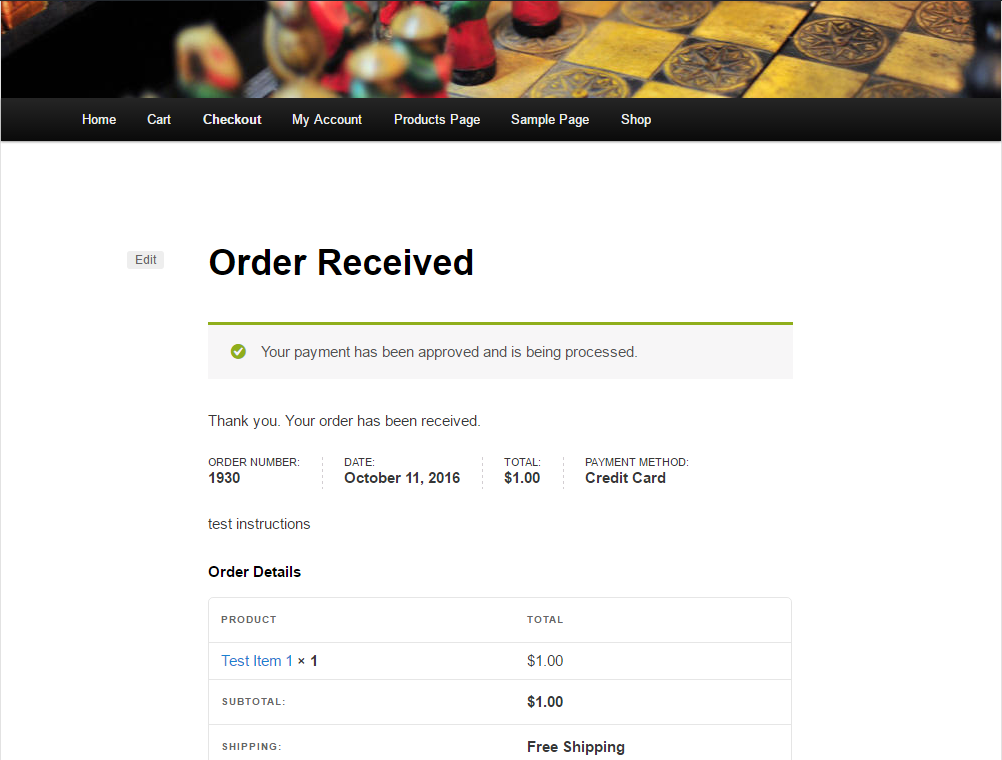 Home Cart Checkout My Account Products Page Sample Page Shop
Edit
Order Received
Your payment has been approved and is being processed.
Thank you. Your order has been received.
ORDER NUMBER: DATE: TOTAL: PAYMENT METHOD:
1930 October 11, 2016 $1.00 Credit Card
test instructions
Order Details
PRODUCT TOTAL
Test Item 1 × 1 $1.00
SUBTOTAL: $1.00
SHIPPING: Free Shipping